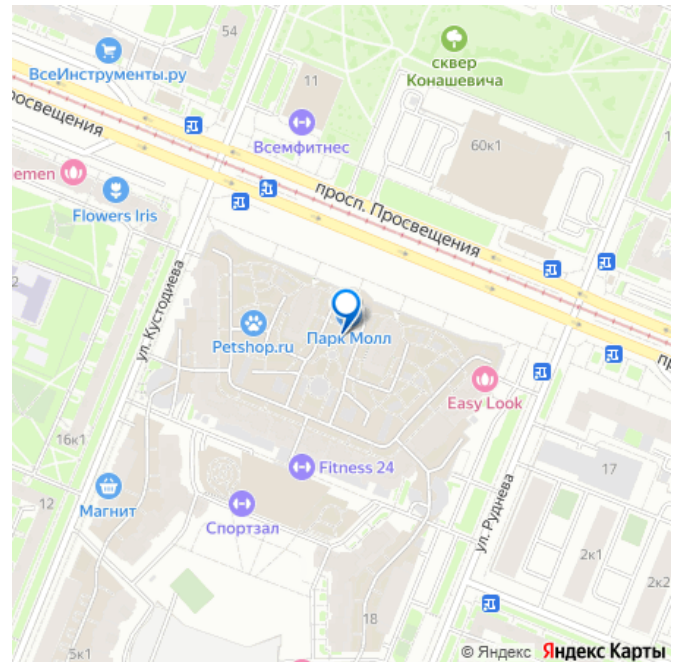 54
ВсеИнструменты.ру
сквер
Конашевича
11
Всемфитнес
60к1
просп. Просвещения
emen
Flowers Iris
ул. Кустодиева
Petshop.ru
Парк Молл
Easy Look
16к1
Fitness 24
17
12
Магнит
Спортзал
ул. Руднева
2к1
2к2
18
5к1
© Яндекс Яндекс Карты